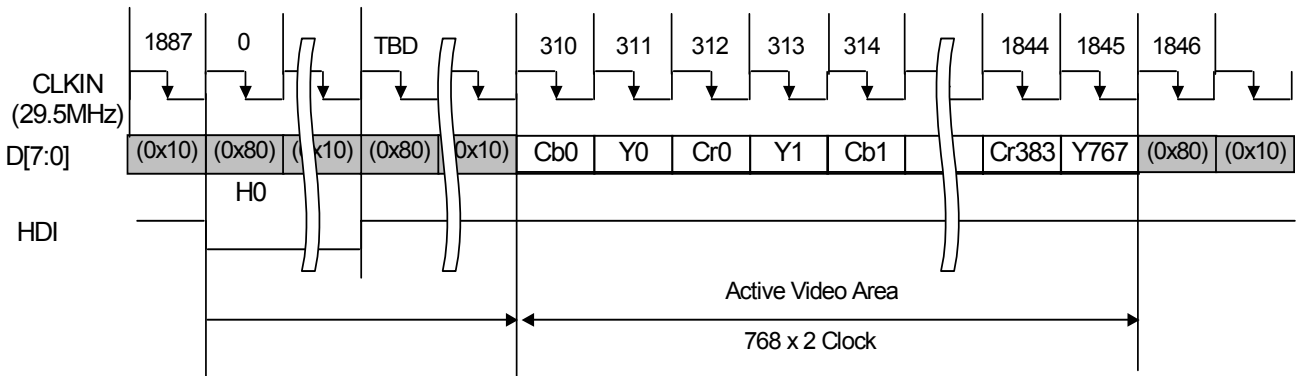 1887 0 TBD 310 311 312 313 314 1844 1845 1846
CLKIN
(29.5MHz)
D[7:0] (0x10) (0x80) (0x10) (0x80) (0x10) Cb0 Y0 Cr0 Y1 Cb1 Cr383 Y767 (0x80) (0x10)
H0
HDI
Active Video Area
768 x 2 Clock